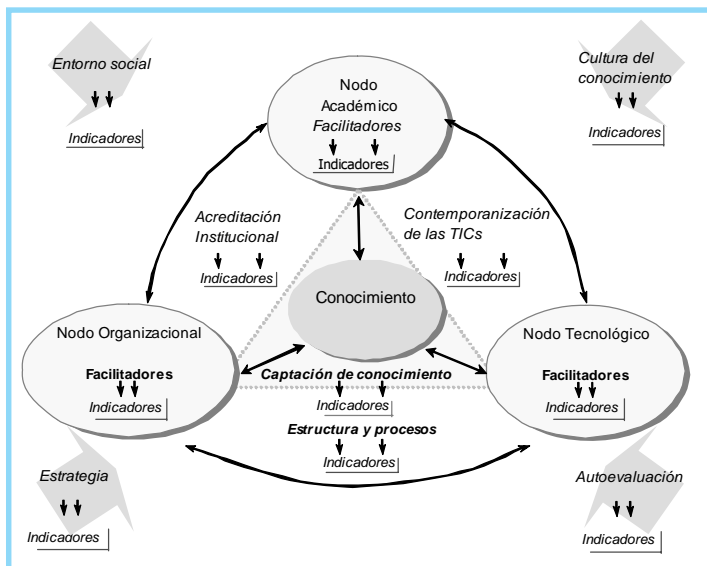 Entorno social
Indicadores
Cultura del
conocimiento
Indicadores
Nodo
Académico
Facilitadores
Indicadores
Acreditación
Institucional
Indicadores
Contemporanización
de las TICs
Indicadores
Conocimiento
Nodo Organizacional
Facilitadores
Indicadores
Nodo Tecnológico
Facilitadores
Indicadores
Captación de conocimiento
Indicadores
Estructura y procesos
Indicadores
Estrategia
Indicadores
Autoevaluación
Indicadores